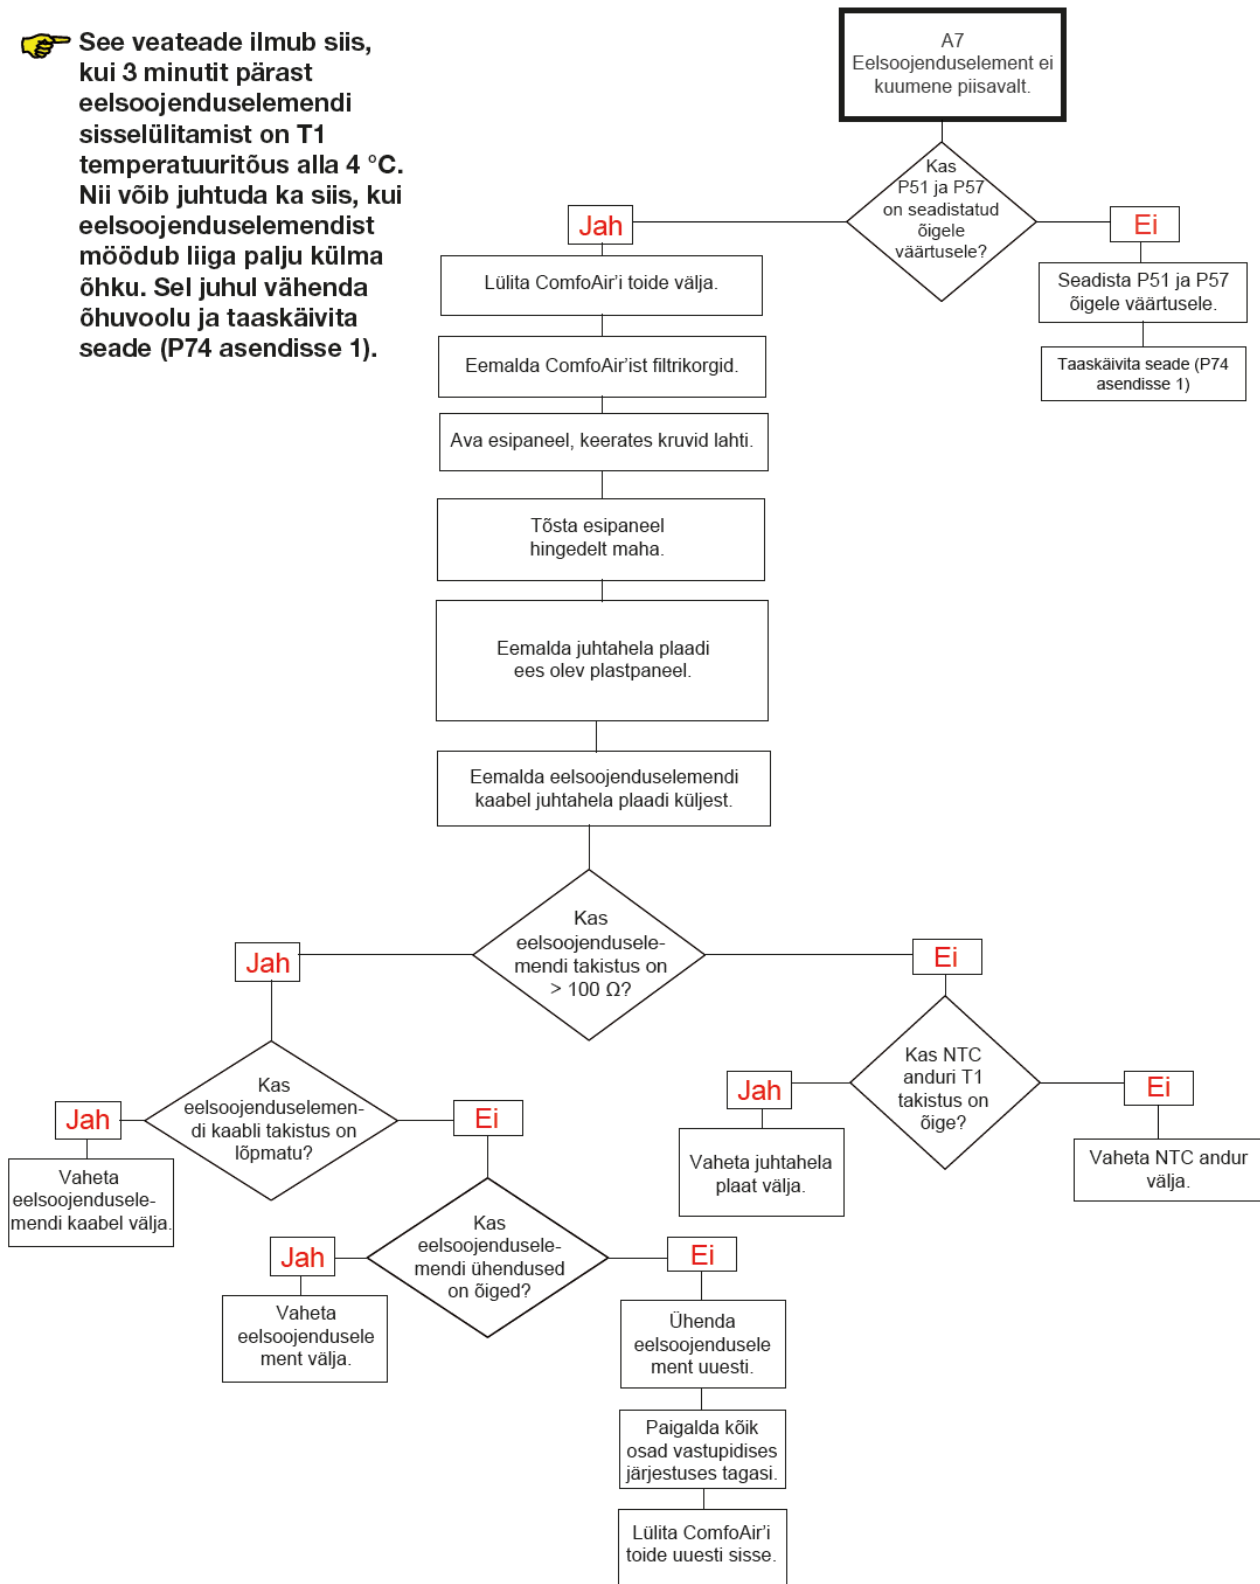 See veateade ilmub siis,
kui 3 minutit pärast
eelsoojenduselemendi
sisselülitamist on T1
temperatuuritõus alla 4 °C.
Nii võib juhtuda ka siis, kui
eelsoojenduselemendist
möödub liiga palju külma
õhku. Sel juhul vähenda
õhuvoolu ja taaskäivita
seade (P74 asendisse 1).
A7
Eelsoojenduselement ei
kuumene piisavalt.
Kas
P51 ja P57
on seadistatud
õigele
väärtusele?
Jah
Ei
Lülita ComfoAir'i toide välja.
Seadista P51 ja P57
õigele väärtusele.
Eemalda ComfoAir'ist filtrikorgid.
Taaskäivita seade (P74
asendisse 1)
Ava esipaneel, keerates kruvid lahti.
Tõsta esipaneel
hingedelt maha.
Eemalda juhtahela plaadi
ees olev plastpaneel.
Eemalda eelsoojenduselemendi
kaabel juhtahela plaadi küljest.
Kas
eelsoojendusele-
mendi takistus on
> 100 Ω?
Jah
Ei
Kas
eelsoojenduselemen-
di kaabli takistus on
lõpmatu?
Kas NTC
anduri T1
takistus on
õige?
Jah
Ei
Jah
Ei
Vaheta
eelsoojendusele-
mendi kaabel välja.
Vaheta juhtahela
plaat välja.
Vaheta NTC andur
välja.
Kas
eelsoojendusele-
mendi ühendused
on õiged?
Jah
Ei
Vaheta
eelsoojendusele
ment välja.
Ühenda
eelsoojendusele
ment uuesti.
Paigalda kõik
osad vastupidises
järjestuses tagasi.
Lülita ComfoAir'i
toide uuesti sisse.